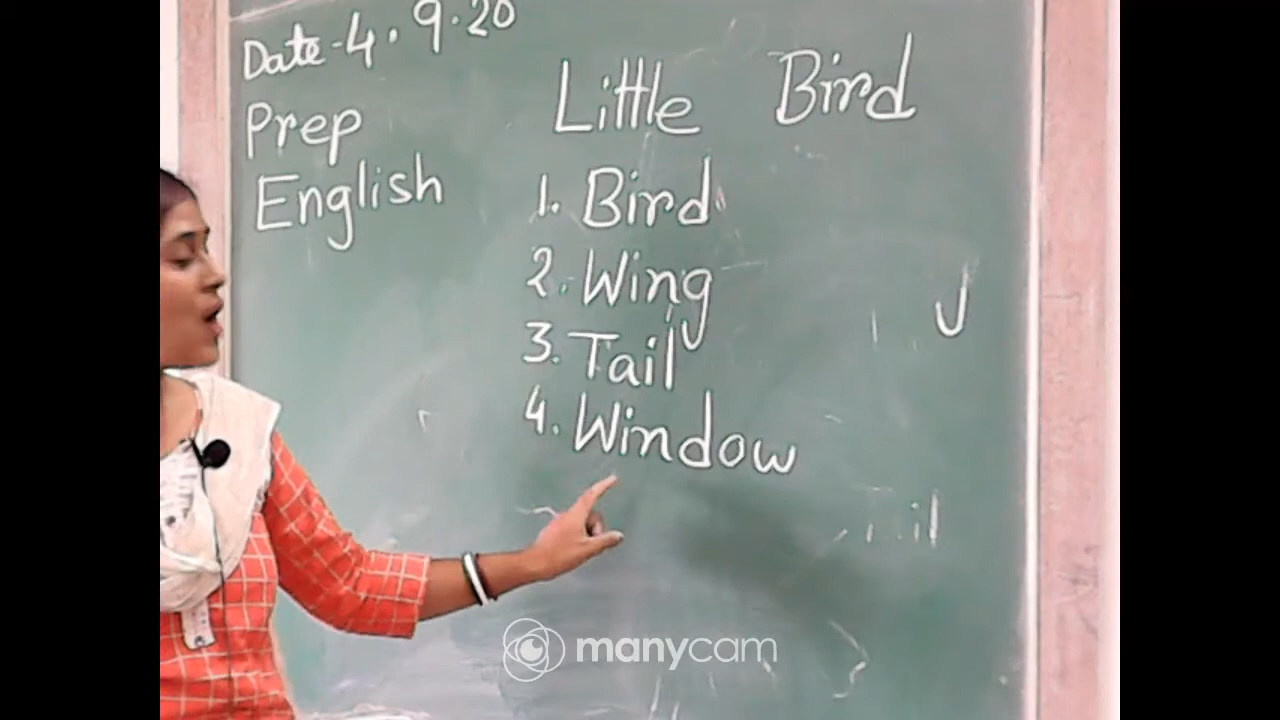 Date-4.9.20
Prep
English
Little Bird
1. Bird
2. Wing
3. Tail
4. Window
manycam